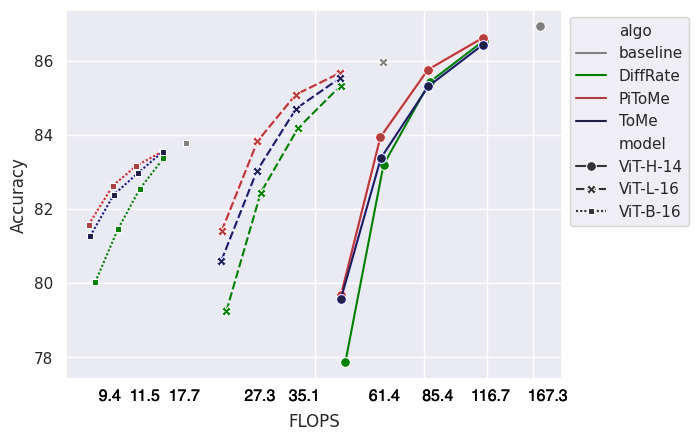 86
84
82
80
78
Accuracy
9.4 11.5 17.7 27.3 35.1 61.4 85.4 116.7 167.3
FLOPS
algo
baseline
DiffRate
PiToMe
ToMe
model
ViT-H-14
ViT-L-16
ViT-B-16